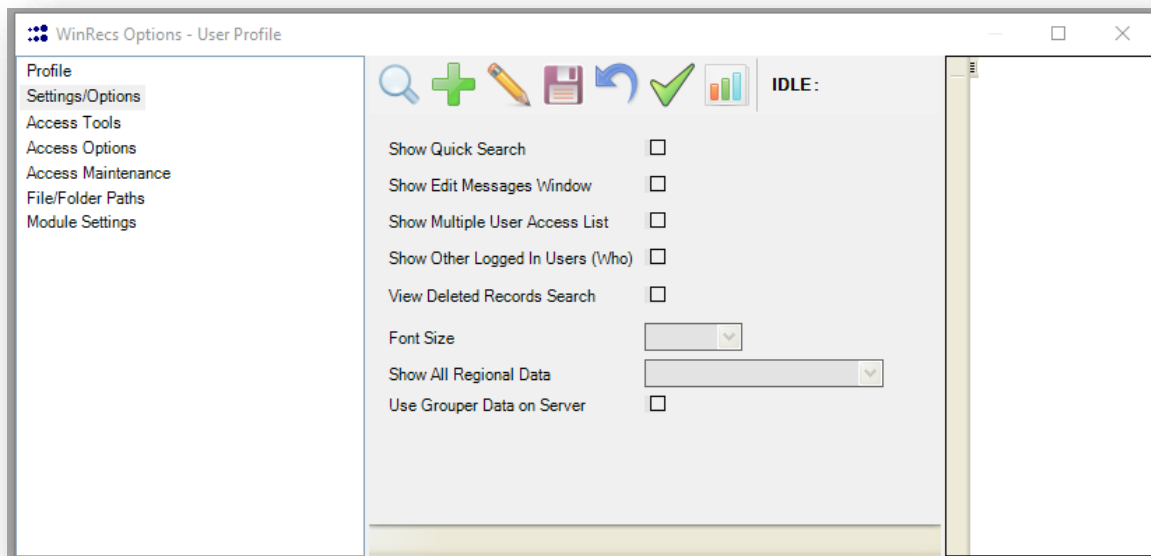 WinRecs Options - User Profile
Profile
Settings/Options
Access Tools
Access Options
Access Maintenance
File/Folder Paths
Module Settings
IDLE:
Show Quick Search
Show Edit Messages Window
Show Multiple User Access List
Show Other Logged In Users (Who)
View Deleted Records Search
Font Size
Show All Regional Data
Use Grouper Data on Server